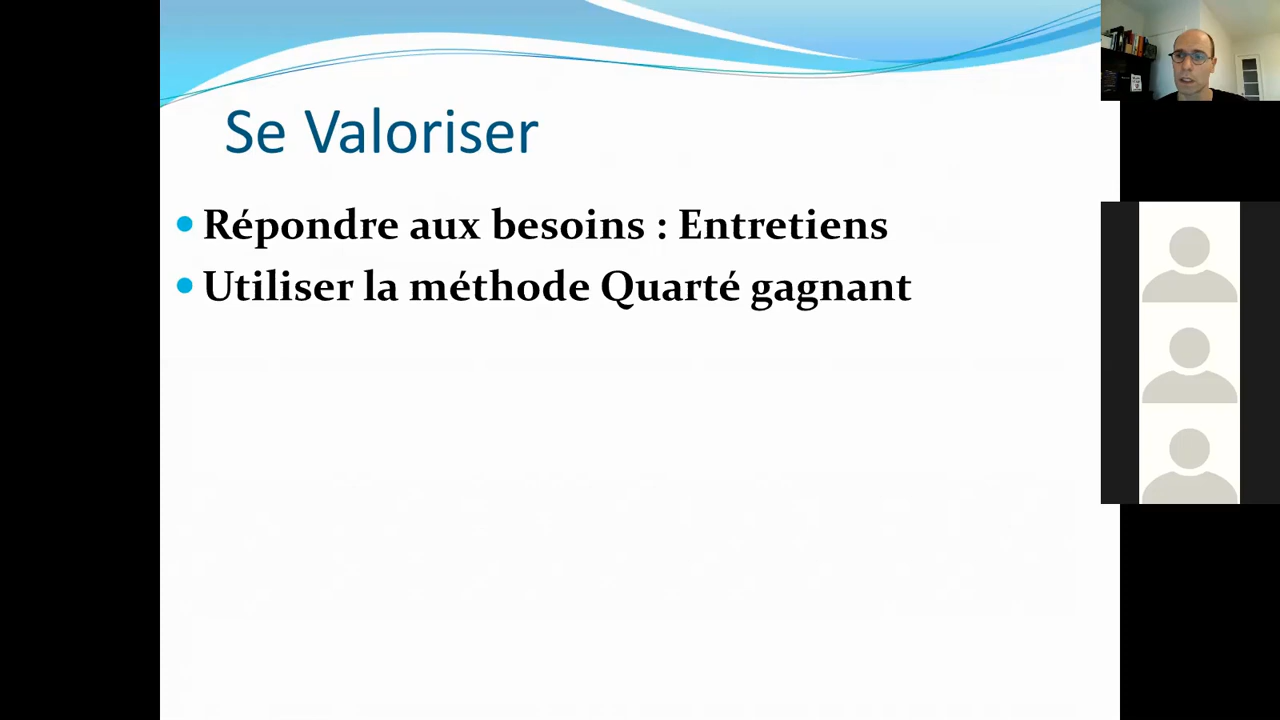 Se Valoriser
Répondre aux besoins : Entretiens
Utiliser la méthode Quarté gagnant